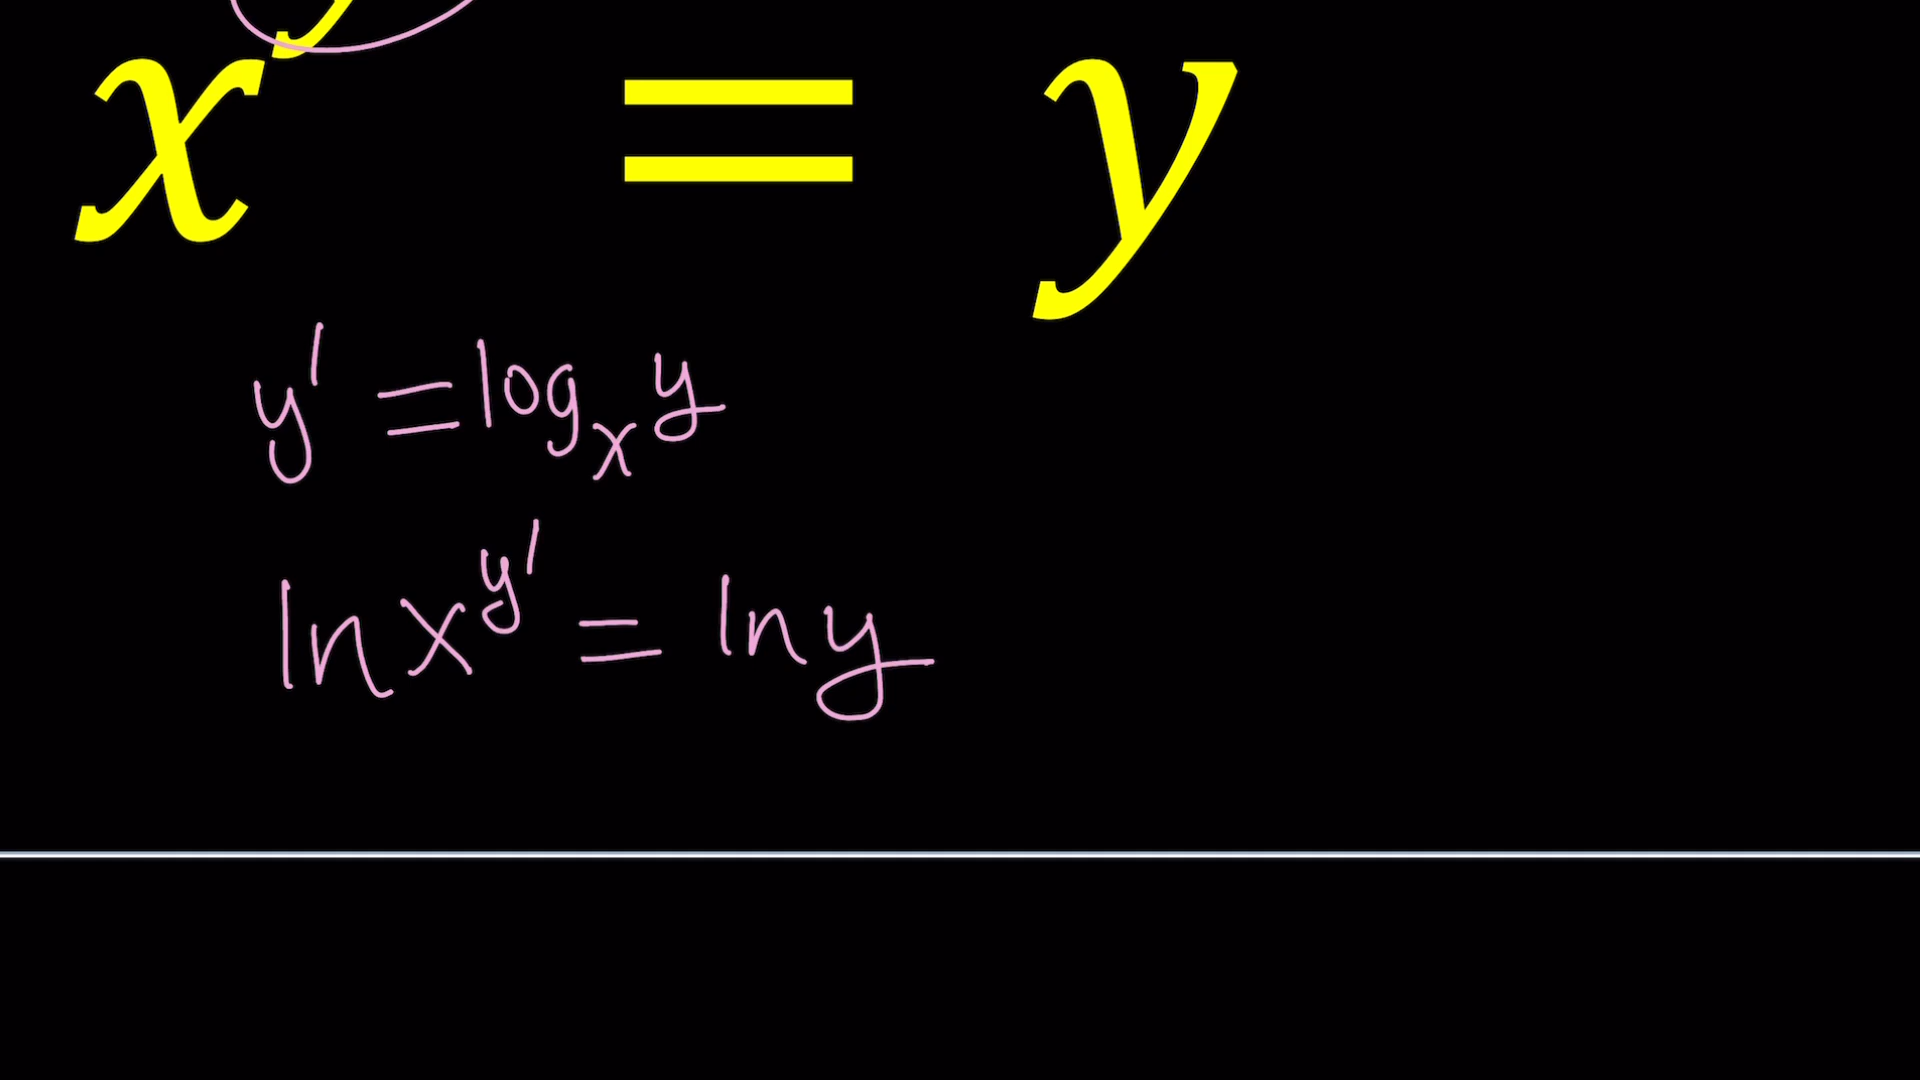 x^y = y
y' = log_x y
ln x^y' = ln y